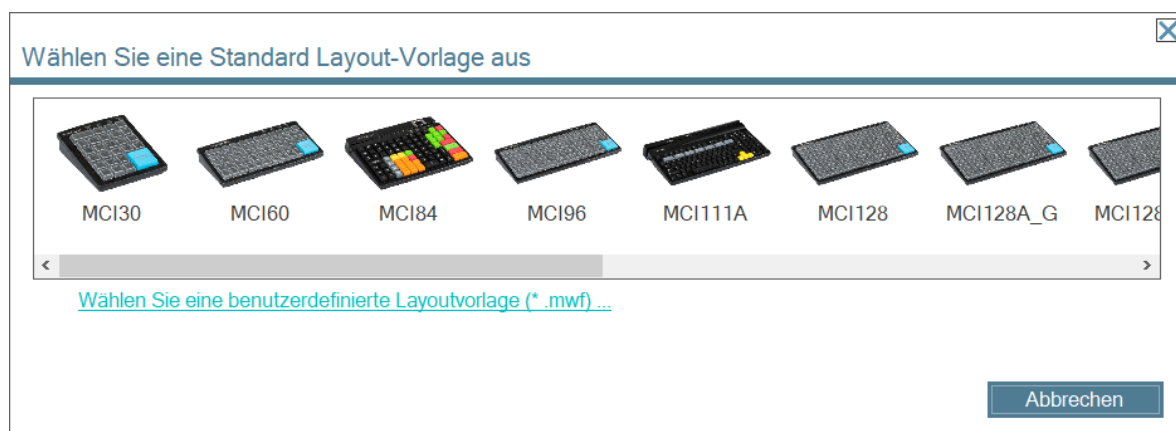 Wählen Sie eine Standard Layout-Vorlage aus
MCI30 MCI60 MCI84 MCI96 MCI111A MCI128 MCI128A_G MCI128
Wählen Sie eine benutzerdefinierte Layoutvorlage (* .mwf) ...
Abbrechen